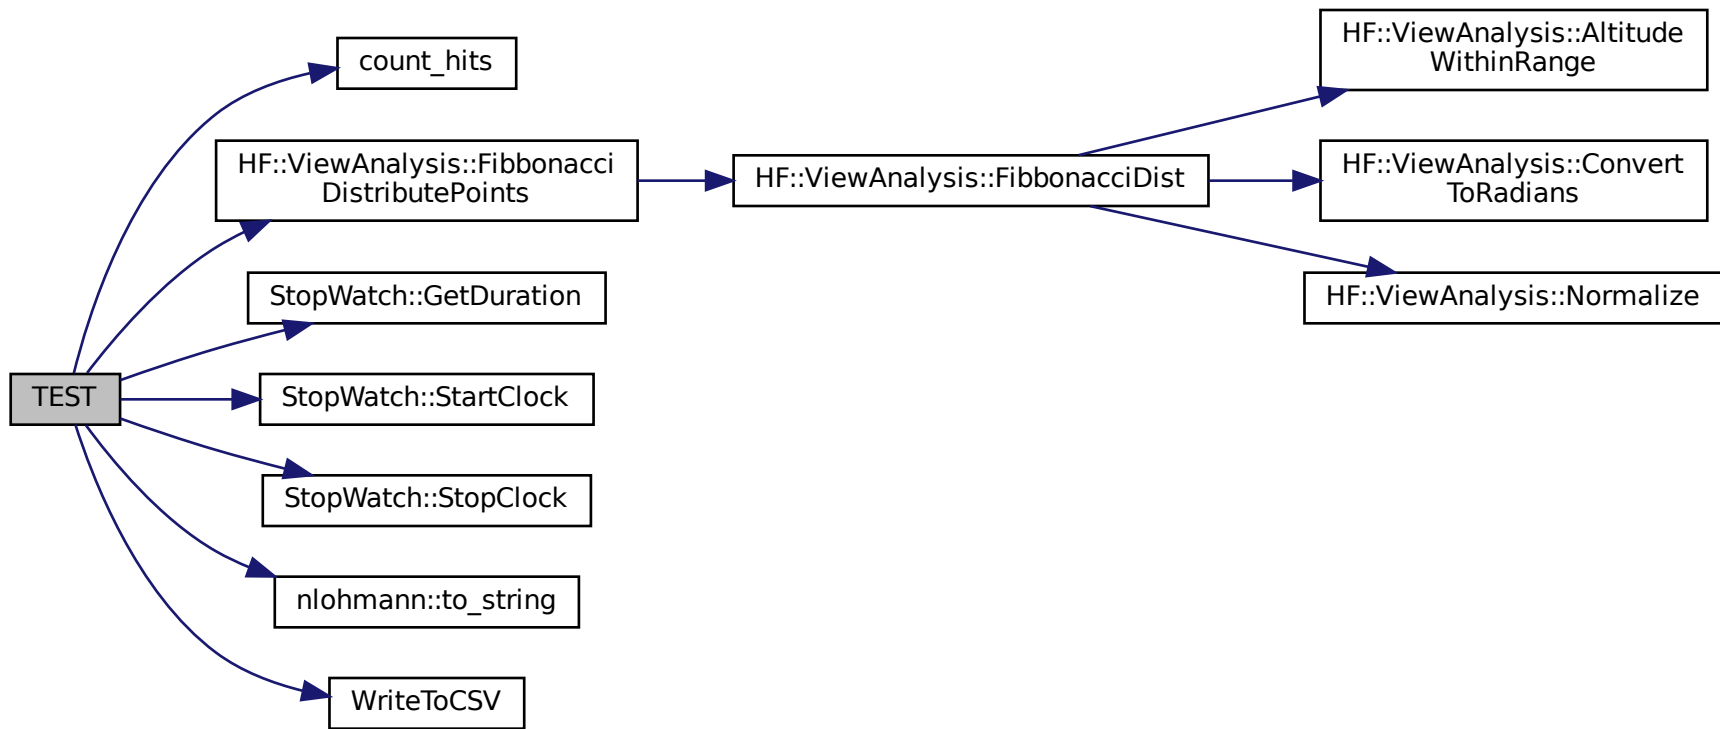 count_hits
HF::ViewAnalysis::Fibbonacci
DistributePoints
StopWatch::GetDuration
TEST
StopWatch::StartClock
StopWatch::StopClock
nlohmann::to_string
WriteToCSV
HF::ViewAnalysis::FibbonacciDist
HF::ViewAnalysis::Altitude
WithinRange
HF::ViewAnalysis::Convert
ToRadians
HF::ViewAnalysis::Normalize